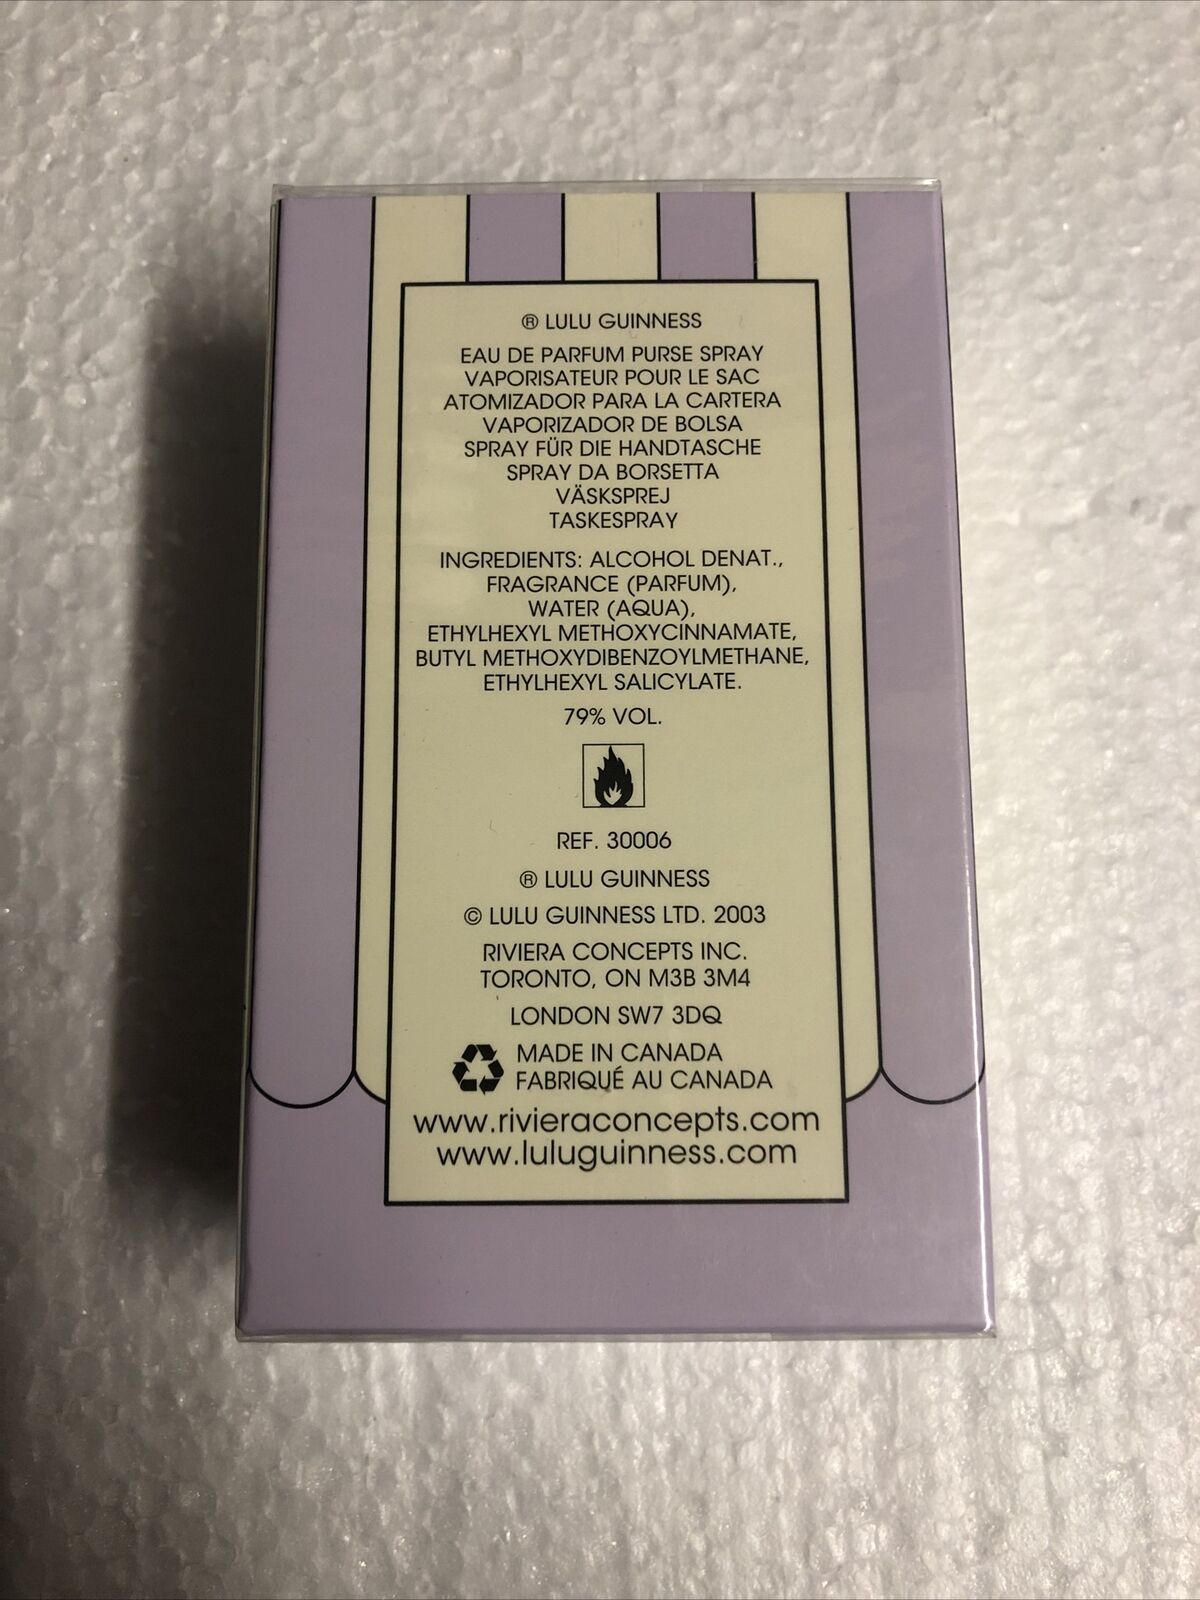 ® LULU GUINNESS
EAU DE PARFUM PURSE SPRAY
VAPORISATEUR POUR LE SAC
ATOMIZADOR PARA LA CARTERA
VAPORIZADOR DE BOLSA
SPRAY FÜR DIE HANDTASCHE
SPRAY DA BORSETTA
VÄSKSPREJ
TASKESPRAY
INGREDIENTS: ALCOHOL DENAT.,
FRAGRANCE (PARFUM),
WATER (AQUA),
ETHYLHEXYL METHOXYCINNAMATE,
BUTYL METHOXYDIBENZOYLMETHANE,
ETHYLHEXYL SALICYLATE.
79% VOL.
REF. 30006
® LULU GUINNESS
© LULU GUINNESS LTD. 2003
RIVIERA CONCEPTS INC.
TORONTO, ON M3B 3M4
LONDON SW7 3DQ
MADE IN CANADA
FABRIQUÉ AU CANADA
www.rivieraconcepts.com
www.luluguinness.com